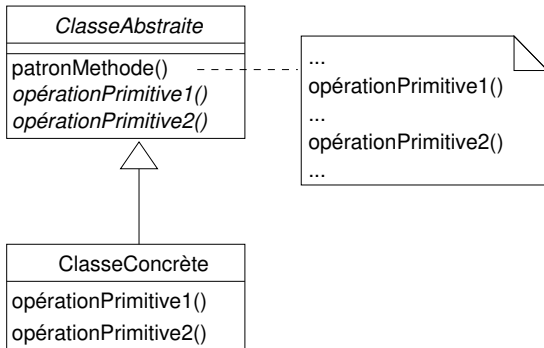 ClasseAbstraite
patronMethode()
opérationPrimitive1()
opérationPrimitive2()
...
opérationPrimitive1()
...
opérationPrimitive2()
...
ClasseConcrète
opérationPrimitive1()
opérationPrimitive2()